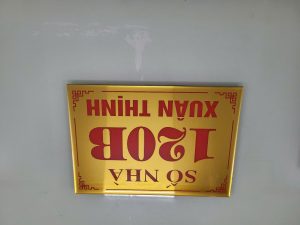 SỐ NHÀ
120B
XUÂN THỊNH